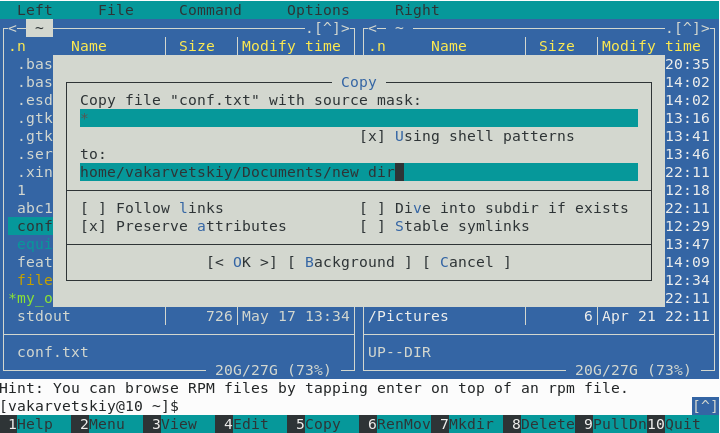 Left File Command Options Right
<─ ~ .[^]> <─ ~ .[^]>
.n Name Size Modify time .n Name Size Modify time
.bas 20:35
.bas 14:02
.esd 14:02
.gtk 13:16
.gtk 13:41
.ser 13:46
.xin 22:11
1 12:18
abc1 22:11
conf 12:29
equi 13:47
feat 14:09
file 12:34
*my_o 22:11
Copy
Copy file "conf.txt" with source mask:
*
[x] Using shell patterns
to:
home/vakarvetskiy/Documents/new dir
[ ] Follow links [ ] Dive into subdir if exists
[x] Preserve attributes [ ] Stable symlinks
[< OK >] [ Background ] [ Cancel ]
stdout 726 May 17 13:34 /Pictures 6 Apr 21 22:11
conf.txt UP--DIR
20G/27G (73%) 20G/27G (73%)
Hint: You can browse RPM files by tapping enter on top of an rpm file.
[vakarvetskiy@10 ~]$ [^]
1Help 2Menu 3View 4Edit 5Copy 6RenMov 7Mkdir 8Delete 9PullDn 10Quit